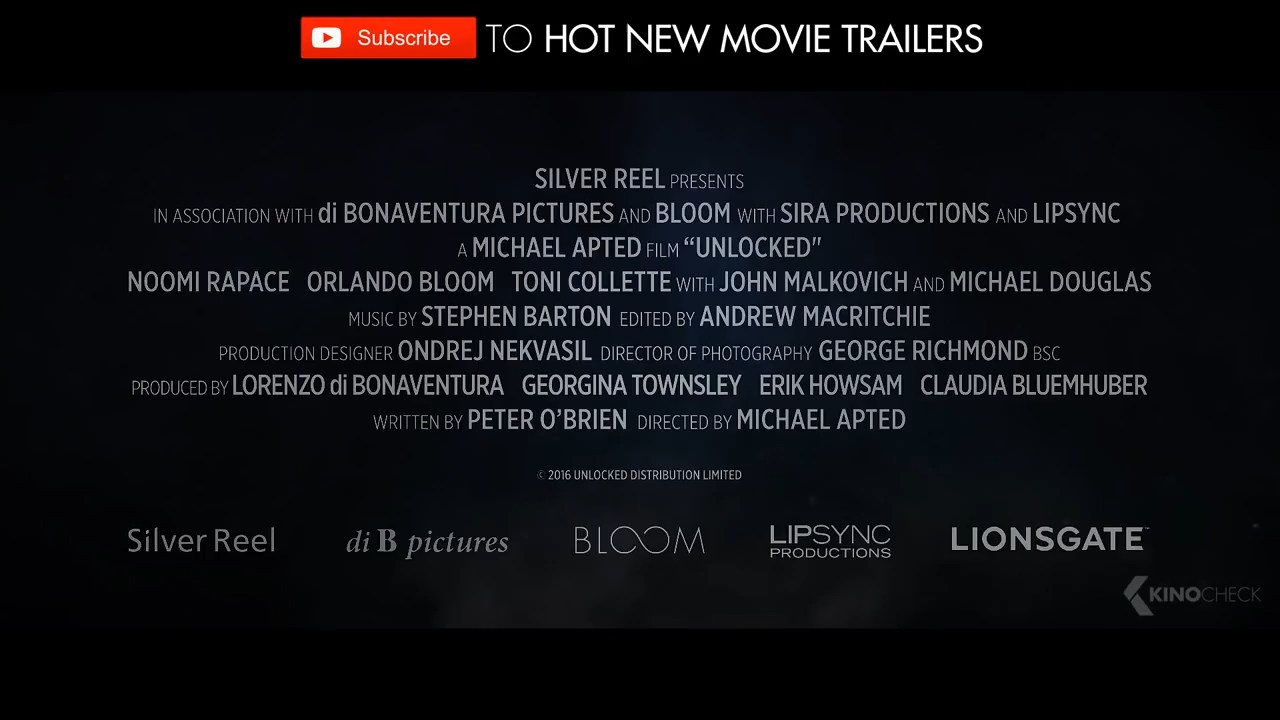 Subscribe TO HOT NEW MOVIE TRAILERS
SILVER REEL PRESENTS
IN ASSOCIATION WITH di BONAVENTURA PICTURES AND BLOOM WITH SIRA PRODUCTIONS AND LIPSYNC
A MICHAEL APTED FILM “UNLOCKED"
NOOMI RAPACE ORLANDO BLOOM TONI COLLETTE WITH JOHN MALKOVICH AND MICHAEL DOUGLAS
MUSIC BY STEPHEN BARTON EDITED BY ANDREW MACRITCHIE
PRODUCTION DESIGNER ONDREJ NEKVASIL DIRECTOR OF PHOTOGRAPHY GEORGE RICHMOND BSC
PRODUCED BY LORENZO di BONAVENTURA GEORGINA TOWNSLEY ERIK HOWSAM CLAUDIA BLUEMHUBER
WRITTEN BY PETER O'BRIEN DIRECTED BY MICHAEL APTED
© 2016 UNLOCKED DISTRIBUTION LIMITED
Silver Reel di B pictures BLOOM LIPSYNC PRODUCTIONS LIONSGATE™
KINOCHECK